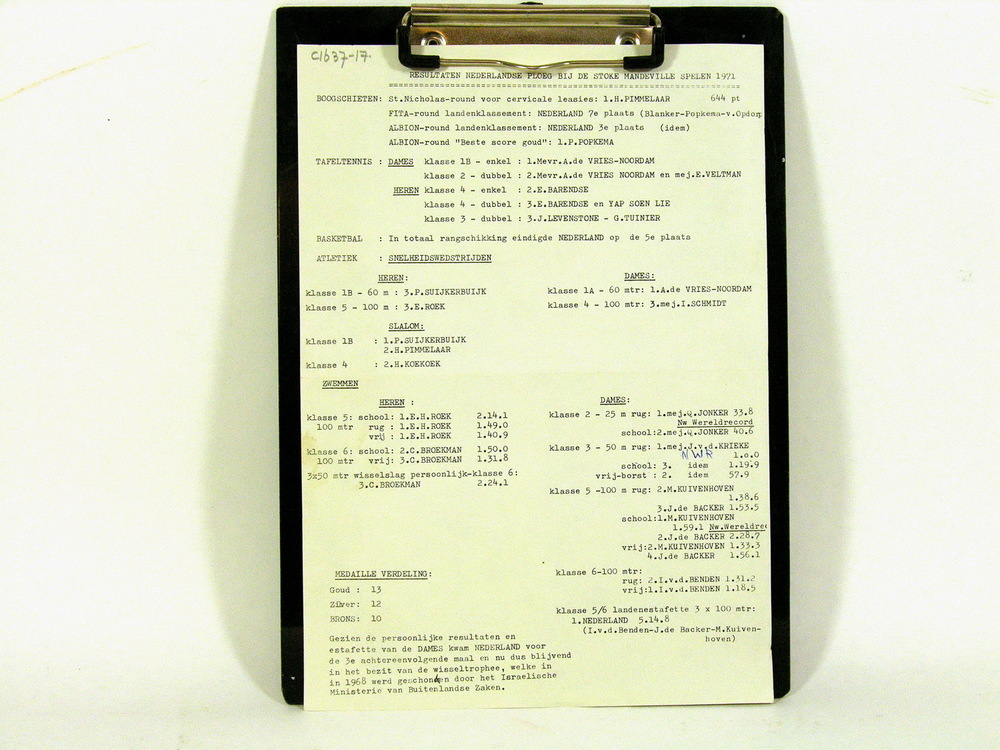 C1637-17.
RESULTATEN NEDERLANDSE PLOEG BIJ DE STOKE MANDEVILLE SPELEN 1971
BOOGSCHIETEN: St.Nicholas-round voor cervicale leasies: 1.H.PIMMELAAR 644 pt
FITA-round landenklassement: NEDERLAND 7e plaats (Blanker-Popkema-v.Opdorp
ALBION-round landenklassement: NEDERLAND 3e plaats (idem)
ALBION-round "Beste score goud": 1.P.POPKEMA
TAFELTENNIS : DAMES klasse 1B - enkel : 1.Mevr.A.de VRIES-NOORDAM
klasse 2 - dubbel : 2.Mevr.A.de VRIES NOORDAM en mej.E.VELTMAN
HEREN klasse 4 - enkel : 2.E.BARENDSE
klasse 4 - dubbel : 3.E.BARENDSE en YAP SOEN LIE
klasse 3 - dubbel : 3.J.LEVENSTONE - G.TUINIER
BASKETBAL : In totaal rangschikking eindigde NEDERLAND op de 5e plaats
ATLETIEK : SNELHEIDSWEDSTRIJDEN
HEREN:
klasse 1B - 60 m : 3.P.SUIJKERBUIJK
klasse 5 - 100 m : 3.E.ROEK
DAMES:
klasse 1A - 60 mtr: 1.A.de VRIES-NOORDAM
klasse 4 - 100 mtr: 3.mej.I.SCHMIDT
SLALOM:
klasse 1B : 1.P.SUIJKERBUIJK
2.H.PIMMELAAR
klasse 4 : 2.H.KOEKOEK
ZWEMMEN
HEREN :
klasse 5: school: 1.E.H.ROEK 2.14.1
100 mtr rug : 1.E.H.ROEK 1.49.0
vrij : 1.E.H.ROEK 1.40.9
klasse 6: school: 2.C.BROEKMAN 1.50.0
100 mtr vrij: 3.C.BROEKMAN 1.31.8
3x50 mtr wisselslag persoonlijk-klasse 6:
3.C.BROEKMAN 2.24.1
DAMES:
klasse 2 - 25 m rug: 1.mej.Q.JONKER 33.8
Nw Wereldrecord
school:2.mej.Q.JONKER 40.6
klasse 3 - 50 m rug: 1.mej.J.v.d.KRIEKE
NWR 1.0.0
school: 3. idem 1.19.9
vrij-borst : 2. idem 57.9
klasse 5 -100 m rug: 2.M.KUIVENHOVEN
1.38.6
3.J.de BACKER 1.53.5
school:1.M.KUIVENHOVEN
1.59.1 Nw.Wereldrec
2.J.de BACKER 2.28.7
vrij:2.M.KUIVENHOVEN 1.33.3
4.J.de BACKER 1.56.1
klasse 6-100 mtr:
rug: 2.I.v.d.BENDEN 1.31.2
vrij:1.I.v.d.BENDEN 1.18.5
klasse 5/6 landenestafette 3 x 100 mtr:
1.NEDERLAND 5.14.8
(I.v.d.Benden-J.de Backer-M.Kuiven-
hoven)
MEDAILLE VERDELING:
Goud : 13
Zilver: 12
BRONS: 10
Gezien de persoonlijke resultaten en
estafette van de DAMES kwam NEDERLAND voor
de 3e achtereenvolgende maal en nu dus blijvend
in het bezit van de wisseltrophee, welke in
in 1968 werd geschonken door het Israelische
Ministerie van Buitenlandse Zaken.